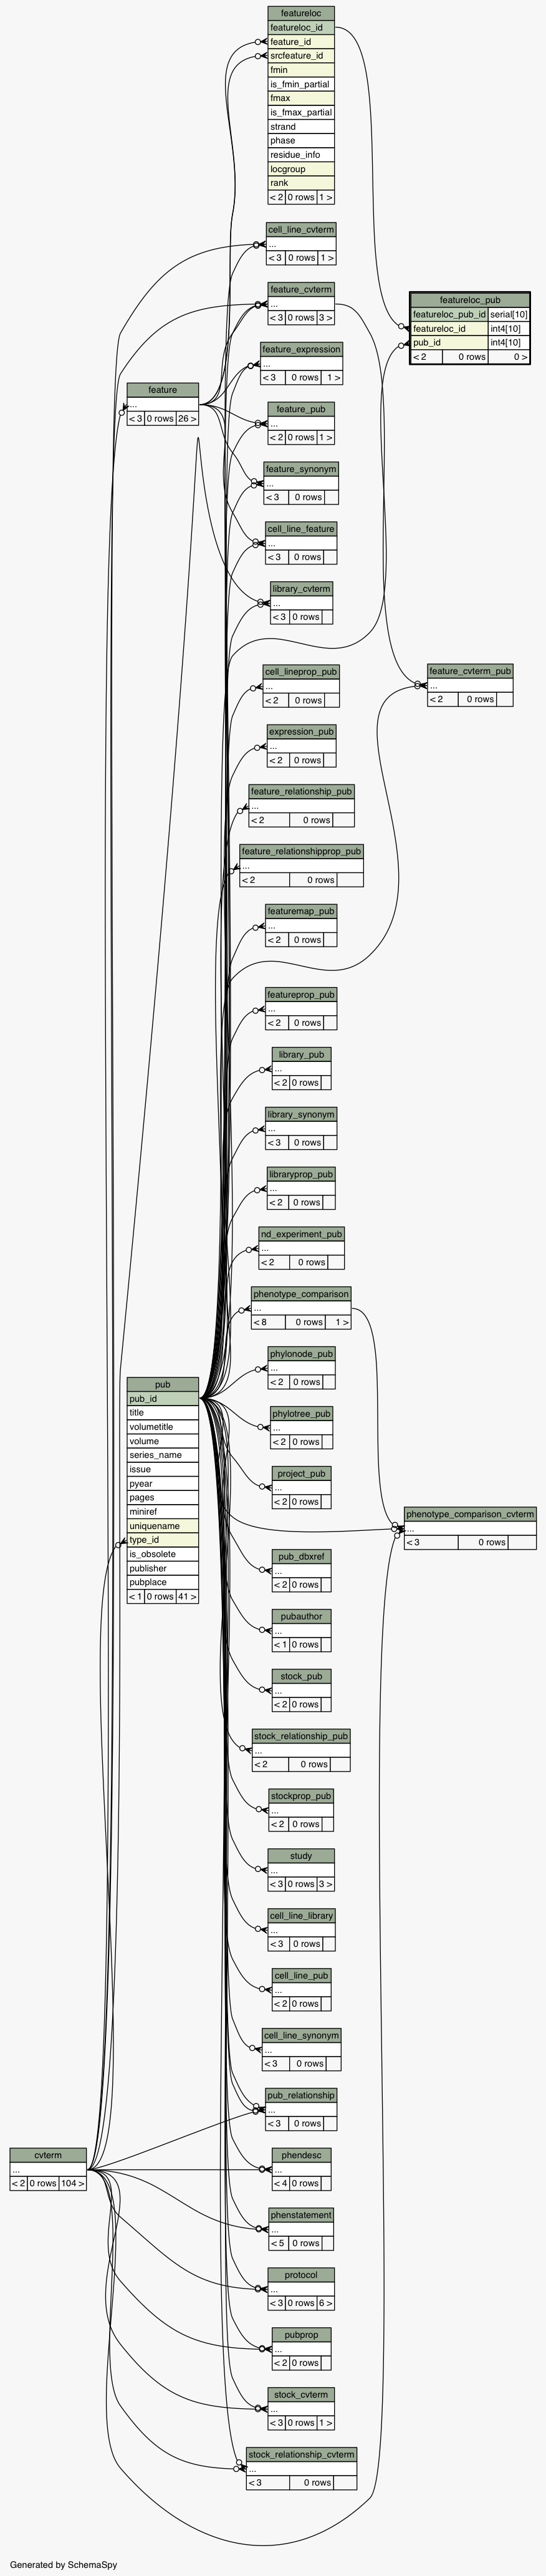 featureloc
featureloc_id
feature_id
srcfeature_id
fmin
is_fmin_partial
fmax
is_fmax_partial
strand
phase
residue_info
locgroup
rank
< 2 0 rows 1 >
cell_line_cvterm
...
< 3 0 rows 1 >
feature_cvterm
...
< 3 0 rows 3 >
featureloc_pub
featureloc_pub_id serial[10]
featureloc_id int4[10]
pub_id int4[10]
< 2 0 rows 0 >
feature_expression
...
< 3 0 rows 1 >
feature
...
< 3 0 rows 26 >
feature_pub
...
< 2 0 rows 1 >
feature_synonym
...
< 3 0 rows
cell_line_feature
...
< 3 0 rows
library_cvterm
...
< 3 0 rows
cell_lineprop_pub
...
< 2 0 rows
feature_cvterm_pub
...
< 2 0 rows
expression_pub
...
< 2 0 rows
feature_relationship_pub
...
< 2 0 rows
feature_relationshipprop_pub
...
< 2 0 rows
featuremap_pub
...
< 2 0 rows
featureprop_pub
...
< 2 0 rows
library_pub
...
< 2 0 rows
library_synonym
...
< 3 0 rows
libraryprop_pub
...
< 2 0 rows
nd_experiment_pub
...
< 2 0 rows
phenotype_comparison
...
< 8 0 rows 1 >
phylonode_pub
...
< 2 0 rows
pub
pub_id
title
volumetitle
volume
series_name
issue
pyear
pages
miniref
uniquename
type_id
is_obsolete
publisher
pubplace
< 1 0 rows 41 >
phylotree_pub
...
< 2 0 rows
project_pub
...
< 2 0 rows
phenotype_comparison_cvterm
...
< 3 0 rows
pub_dbxref
...
< 2 0 rows
pubauthor
...
< 1 0 rows
stock_pub
...
< 2 0 rows
stock_relationship_pub
...
< 2 0 rows
stockprop_pub
...
< 2 0 rows
study
...
< 3 0 rows 3 >
cell_line_library
...
< 3 0 rows
cell_line_pub
...
< 2 0 rows
cell_line_synonym
...
< 3 0 rows
pub_relationship
...
< 3 0 rows
cvterm
...
< 2 0 rows 104 >
phendesc
...
< 4 0 rows
phenstatement
...
< 5 0 rows
protocol
...
< 3 0 rows 6 >
pubprop
...
< 2 0 rows
stock_cvterm
...
< 3 0 rows 1 >
stock_relationship_cvterm
...
< 3 0 rows
Generated by SchemaSpy